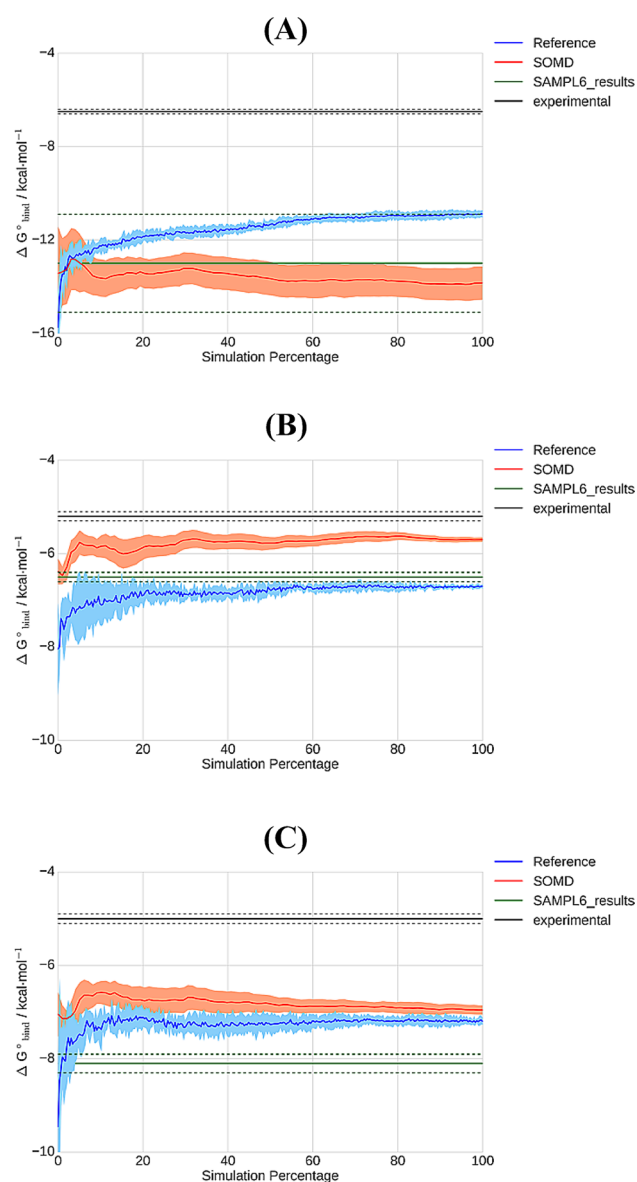 (A)
−4
−8
−12
−16
Δ G° bind / kcal·mol⁻¹
0 20 40 60 80 100
Simulation Percentage
Reference
SOMD
SAMPL6_results
experimental
(B)
−4
−6
−8
−10
Δ G° bind / kcal·mol⁻¹
0 20 40 60 80 100
Simulation Percentage
Reference
SOMD
SAMPL6_results
experimental
(C)
−4
−6
−8
−10
Δ G° bind / kcal·mol⁻¹
0 20 40 60 80 100
Simulation Percentage
Reference
SOMD
SAMPL6_results
experimental